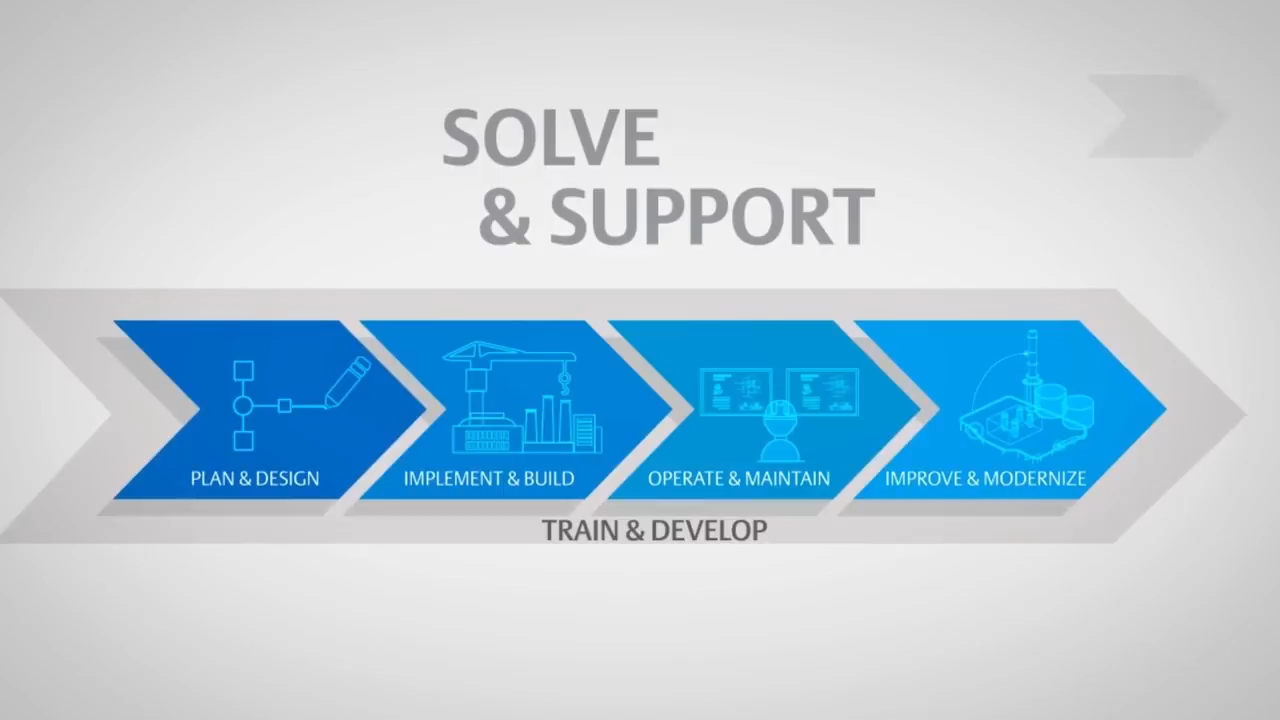 SOLVE
& SUPPORT
PLAN & DESIGN
IMPLEMENT & BUILD
OPERATE & MAINTAIN
IMPROVE & MODERNIZE
TRAIN & DEVELOP